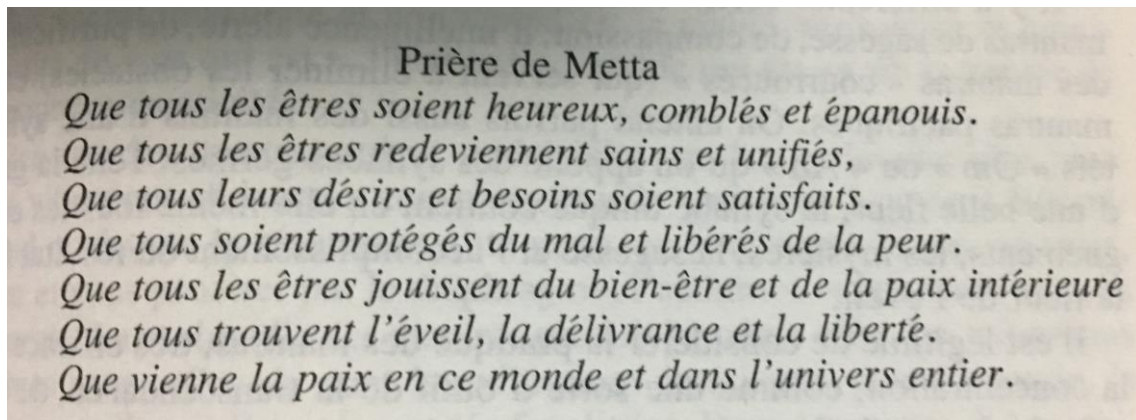 Prière de Metta
Que tous les êtres soient heureux, comblés et épanouis.
Que tous les êtres redeviennent sains et unifiés,
Que tous leurs désirs et besoins soient satisfaits.
Que tous soient protégés du mal et libérés de la peur.
Que tous les êtres jouissent du bien-être et de la paix intérieure
Que tous trouvent l'éveil, la délivrance et la liberté.
Que vienne la paix en ce monde et dans l'univers entier.